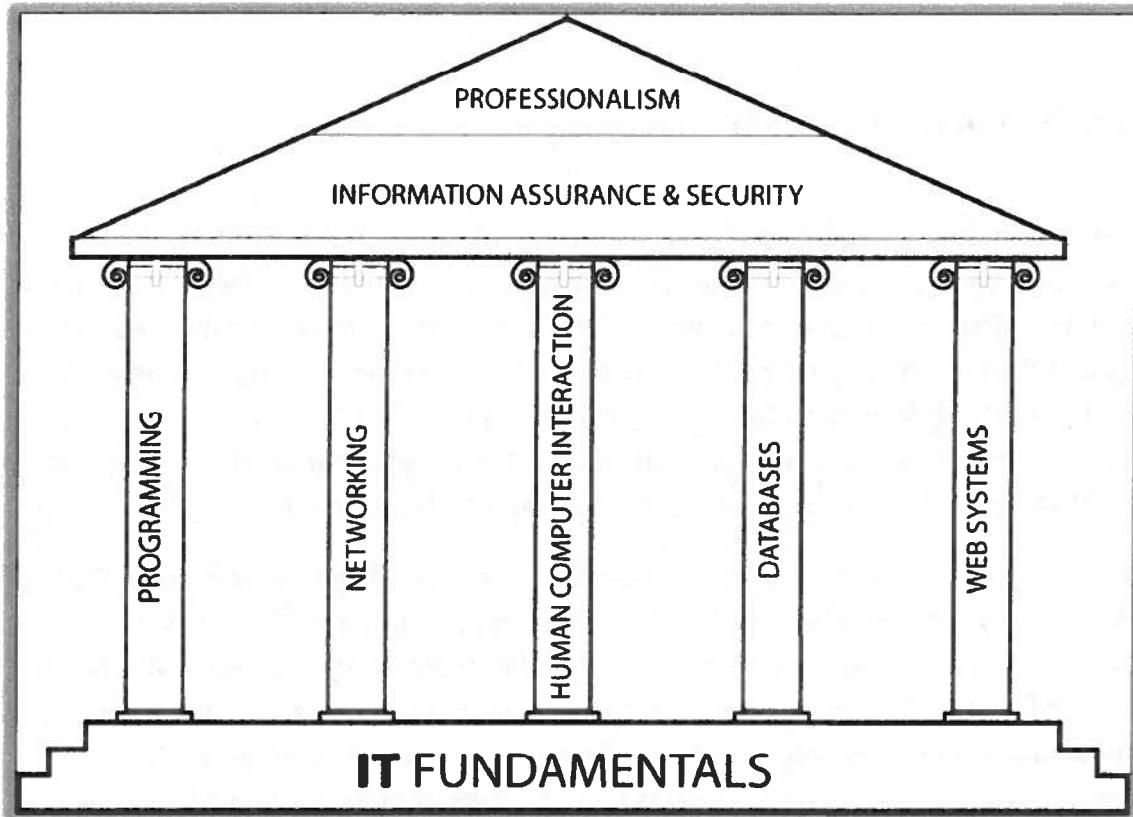 PROFESSIONALISM
INFORMATION ASSURANCE & SECURITY
PROGRAMMING
NETWORKING
HUMAN COMPUTER INTERACTION
DATABASES
WEB SYSTEMS
IT FUNDAMENTALS